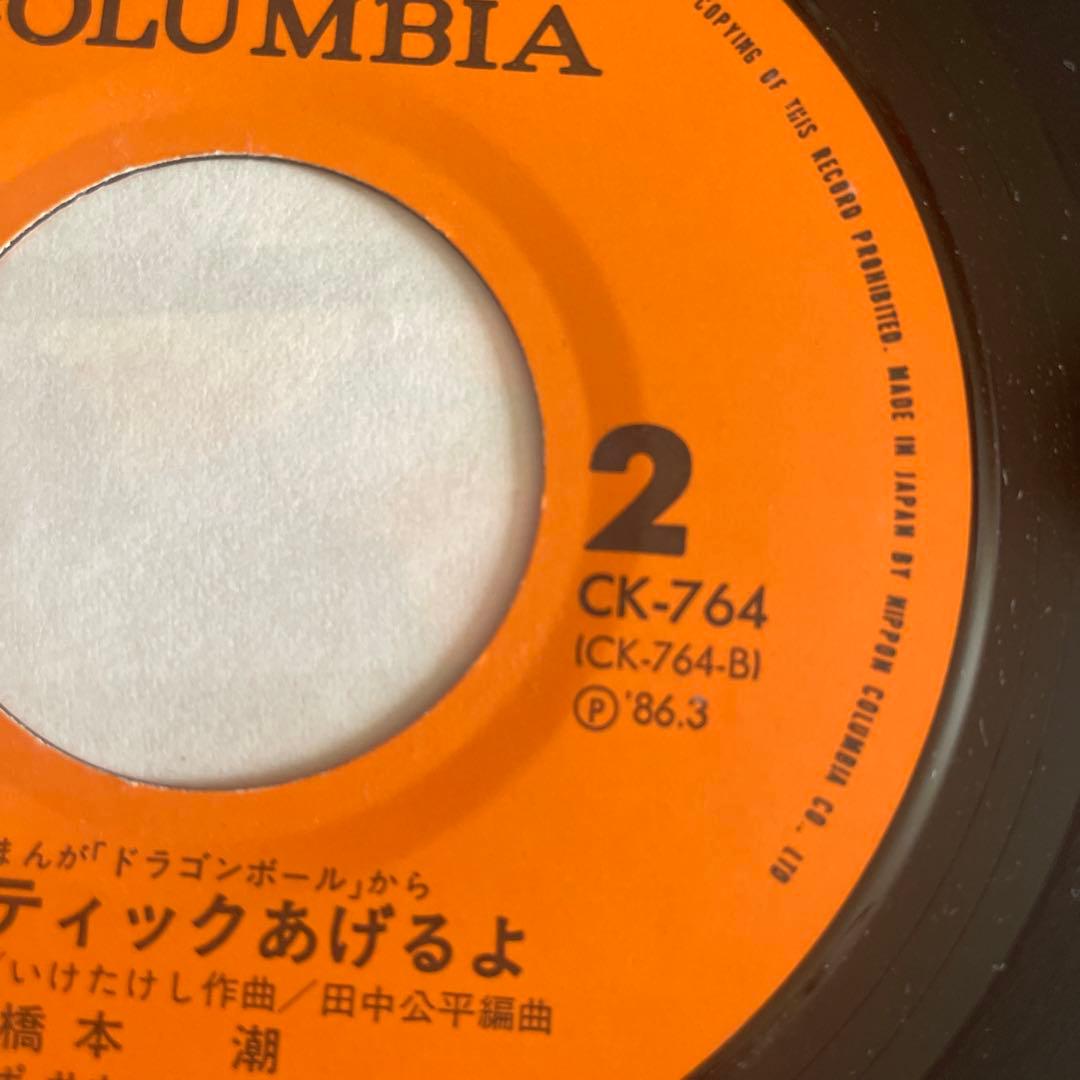 COLUMBIA
COPYING OF THIS RECORD PROHIBITED. MADE IN JAPAN BY NIPPON COLUMBIA CO., LTD
2
CK-764
(CK-764-B)
Ⓟ'86.3
まんが「ドラゴンボール」から
ティックあげるよ
/いけたけし作曲/田中公平編曲
橋本 潮